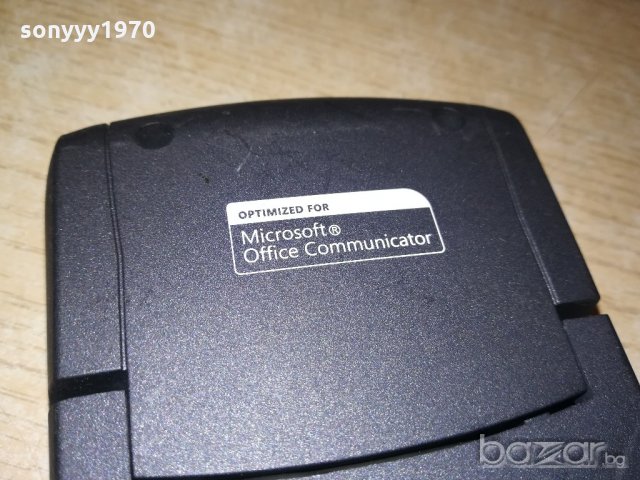 sonyyy1970
OPTIMIZED FOR
Microsoft®
Office Communicator
bazar.bg